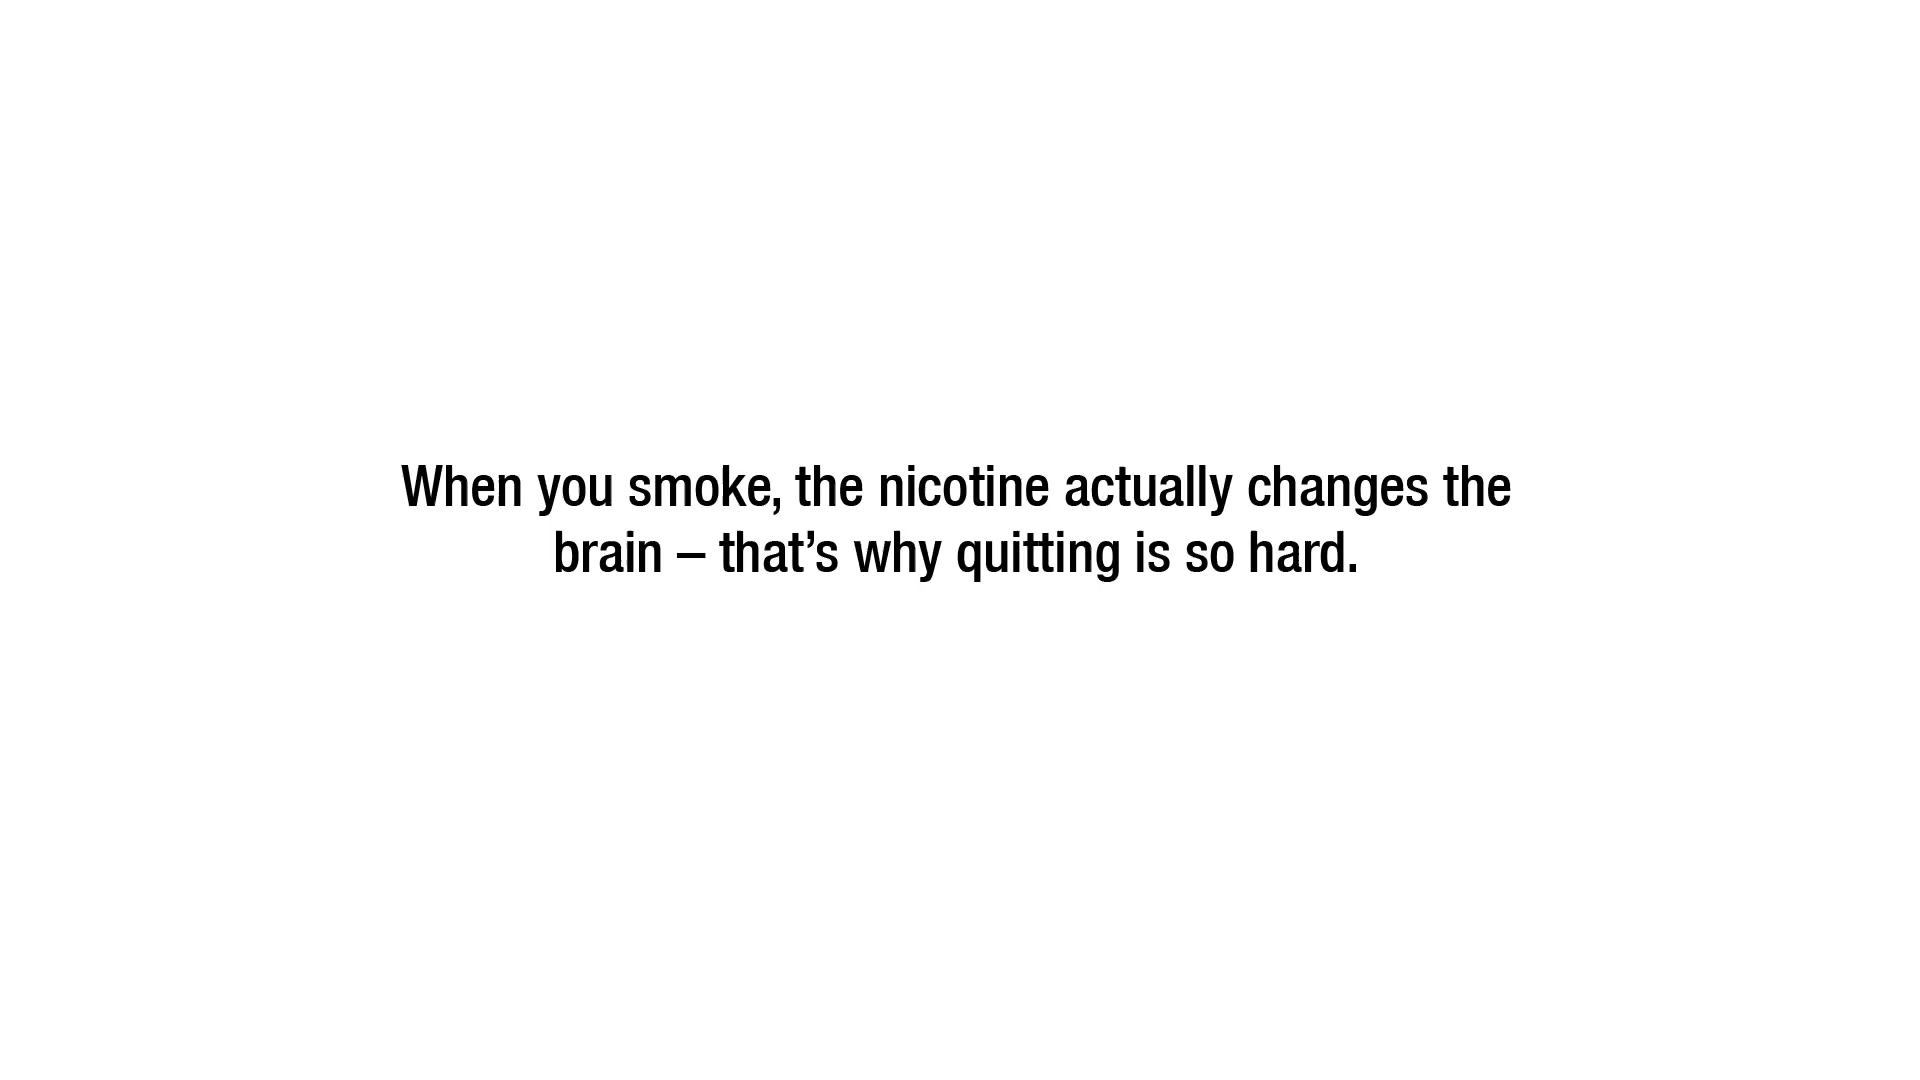 When you smoke, the nicotine actually changes the
brain – that’s why quitting is so hard.